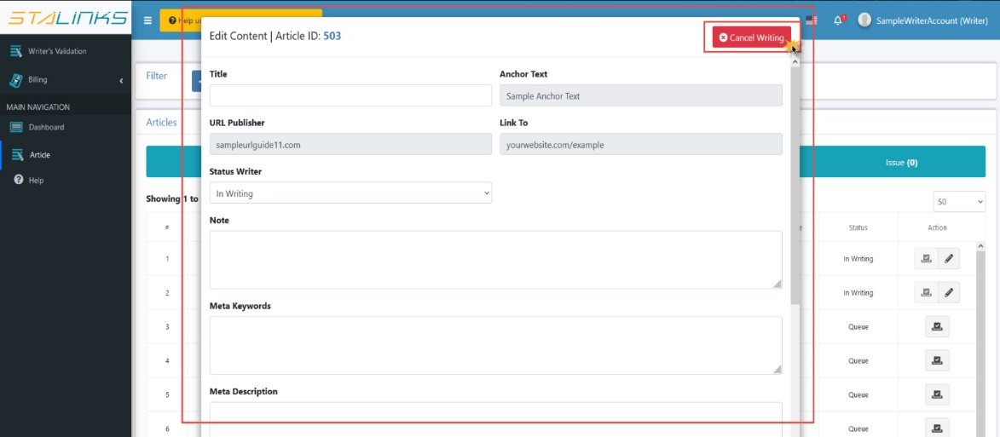 STALINKS
Help us
SampleWriterAccount (Writer)
Writer's Validation
Billing
MAIN NAVIGATION
Dashboard
Article
Help
Filter
Articles
Issue (0)
Showing 1 to
50
# Status Action
1 In Writing
2 In Writing
3 Queue
4 Queue
5 Queue
6 Queue
Edit Content | Article ID: 503
Cancel Writing
Title Anchor Text
Sample Anchor Text
URL Publisher Link To
sampleurlguide11.com yourwebsite.com/example
Status Writer
In Writing
Note
Meta Keywords
Meta Description